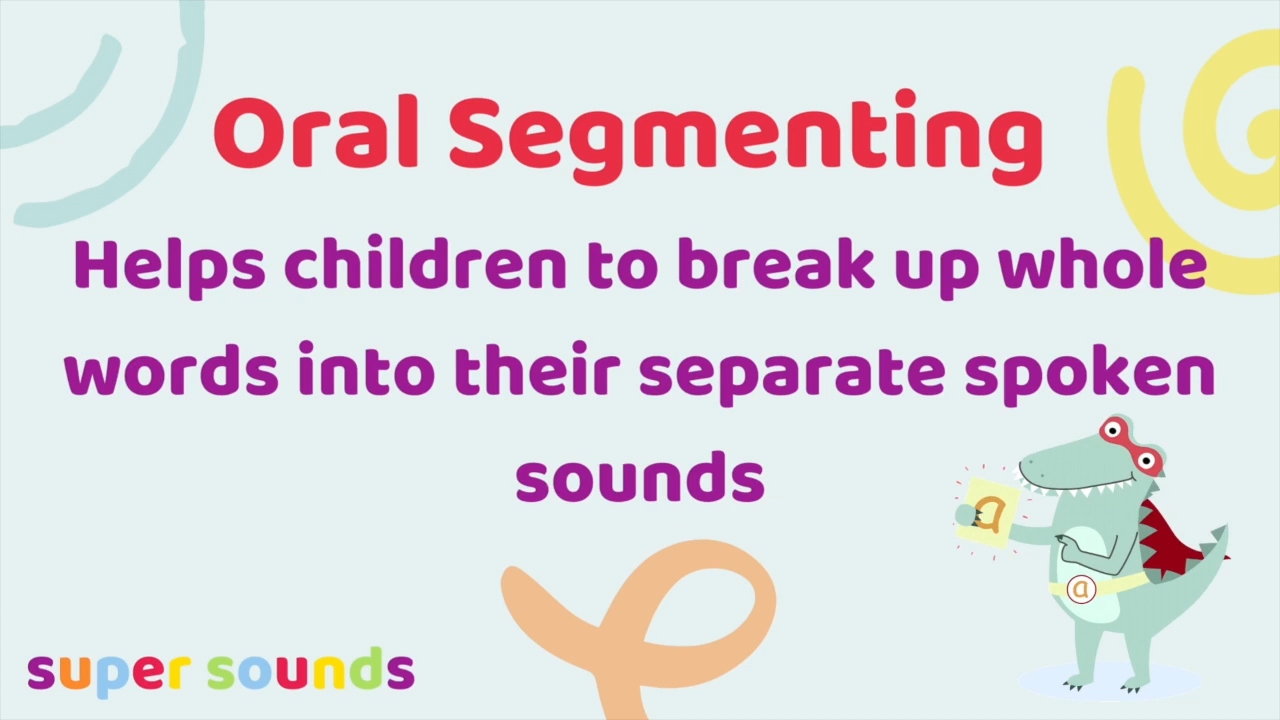 Oral Segmenting
Helps children to break up whole
words into their separate spoken
sounds
a
a
super sounds